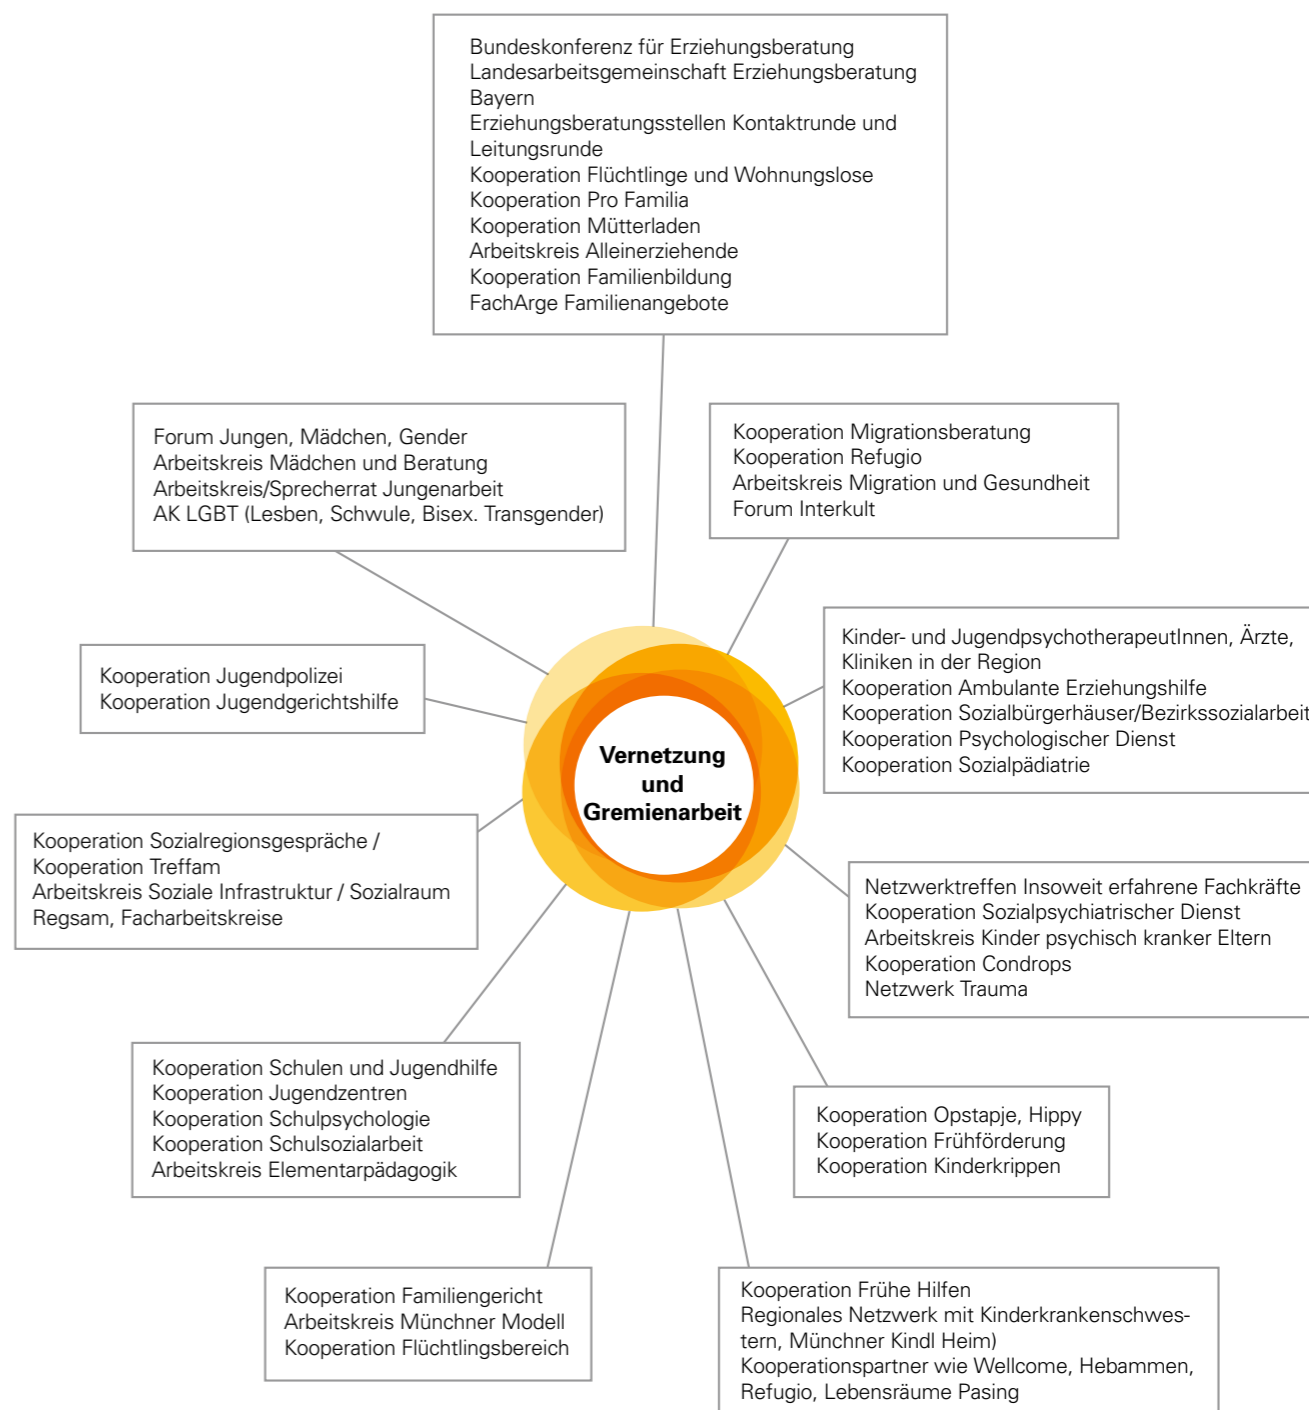 Bundeskonferenz für Erziehungsberatung
Landesarbeitsgemeinschaft Erziehungsberatung
Bayern
Erziehungsberatungsstellen Kontaktrunde und
Leitungsrunde
Kooperation Flüchtlinge und Wohnungslose
Kooperation Pro Familia
Kooperation Mütterladen
Arbeitskreis Alleinerziehende
Kooperation Familienbildung
FachArge Familienangebote
Forum Jungen, Mädchen, Gender
Arbeitskreis Mädchen und Beratung
Arbeitskreis/Sprecherrat Jungenarbeit
AK LGBT (Lesben, Schwule, Bisex. Transgender)
Kooperation Migrationsberatung
Kooperation Refugio
Arbeitskreis Migration und Gesundheit
Forum Interkult
Kooperation Jugendpolizei
Kooperation Jugendgerichtshilfe
Kinder- und JugendpsychotherapeutInnen, Ärzte,
Kliniken in der Region
Kooperation Ambulante Erziehungshilfe
Kooperation Sozialbürgerhäuser/Bezirkssozialarbeit
Kooperation Psychologischer Dienst
Kooperation Sozialpädiatrie
Vernetzung
und
Gremienarbeit
Kooperation Sozialregionsgespräche /
Kooperation Treffam
Arbeitskreis Soziale Infrastruktur / Sozialraum
Regsam, Facharbeitskreise
Netzwerktreffen Insoweit erfahrene Fachkräfte
Kooperation Sozialpsychiatrischer Dienst
Arbeitskreis Kinder psychisch kranker Eltern
Kooperation Condrops
Netzwerk Trauma
Kooperation Schulen und Jugendhilfe
Kooperation Jugendzentren
Kooperation Schulpsychologie
Kooperation Schulsozialarbeit
Arbeitskreis Elementarpädagogik
Kooperation Opstapje, Hippy
Kooperation Frühförderung
Kooperation Kinderkrippen
Kooperation Familiengericht
Arbeitskreis Münchner Modell
Kooperation Flüchtlingsbereich
Kooperation Frühe Hilfen
Regionales Netzwerk mit Kinderkrankenschwes-
tern, Münchner Kindl Heim)
Kooperationspartner wie Wellcome, Hebammen,
Refugio, Lebensräume Pasing